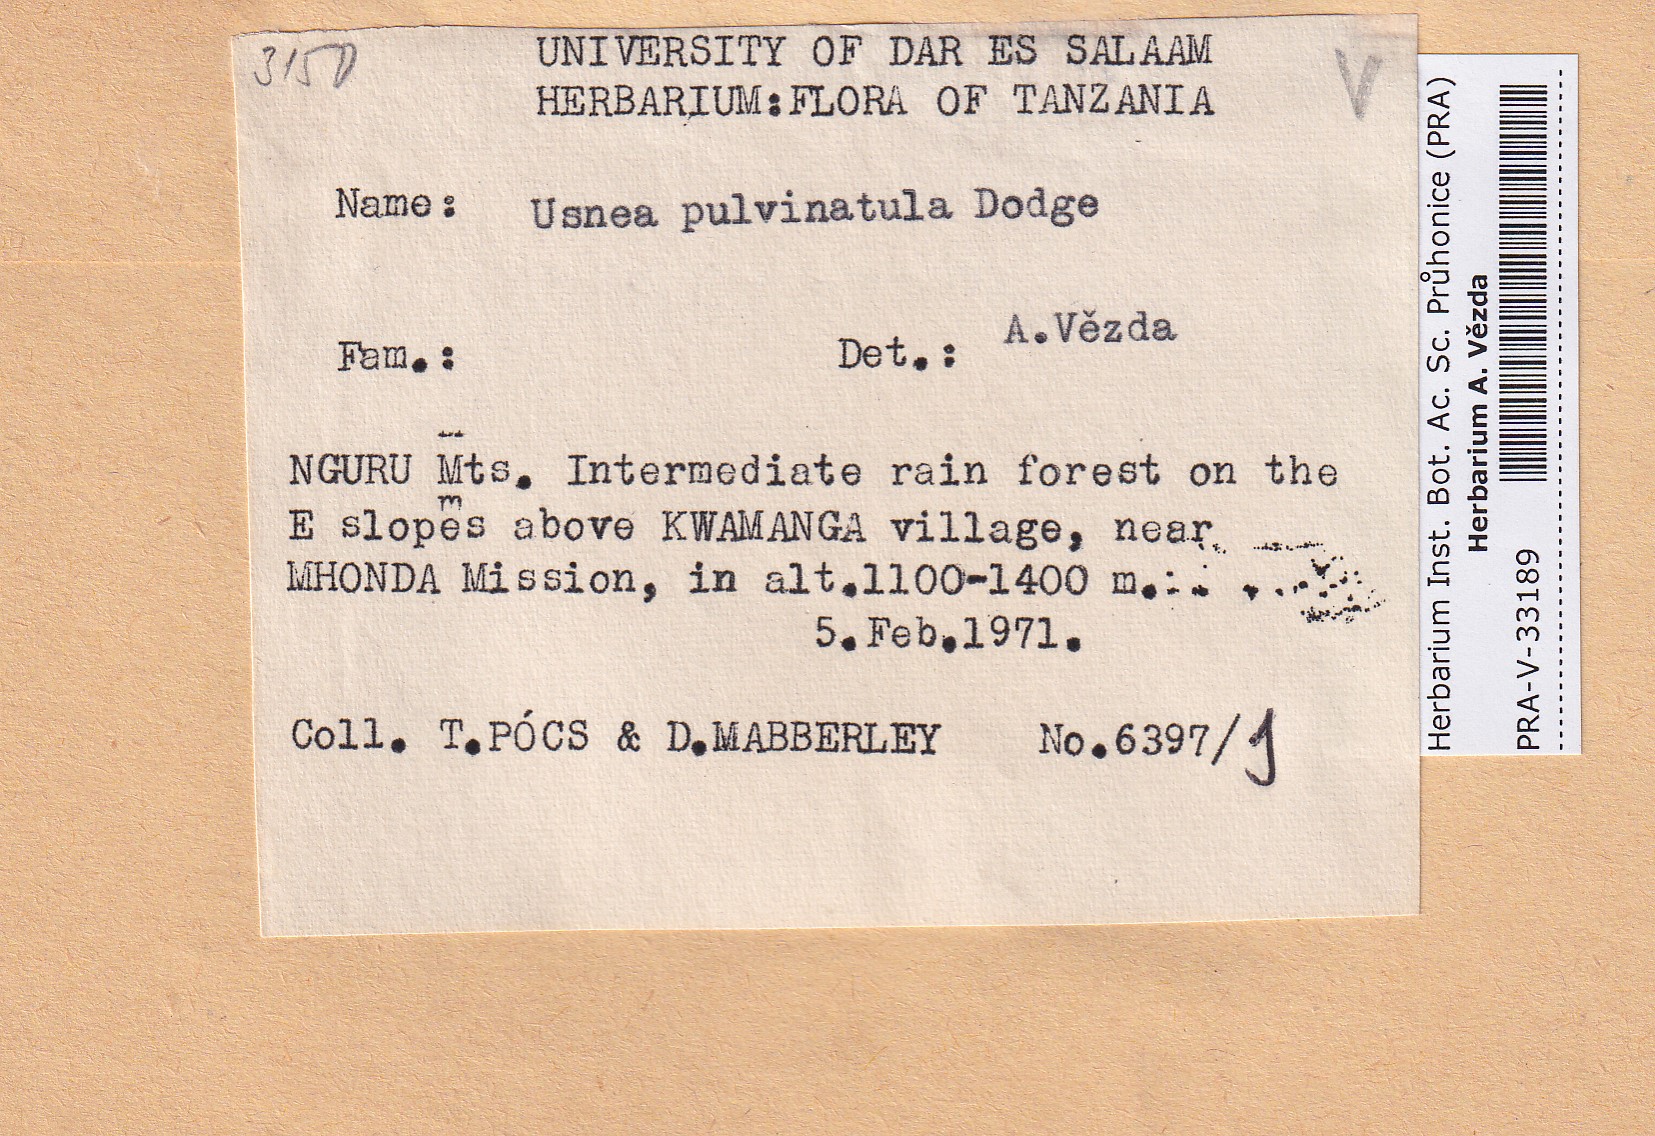 3150
UNIVERSITY OF DAR ES SALAAM
HERBARIUM:FLORA OF TANZANIA
V
Name: Usnea pulvinatula Dodge
Fam.: Det.: A.Vězda
NGURU Mts. Intermediate rain forest on the
E slopes above KWAMANGA village, near
MHONDA Mission, in alt.1100-1400 m.
5.Feb.1971.
Coll. T.PÓCS & D.MABBERLEY No.6397/J
Herbarium Inst. Bot. Ac. Sc. Průhonice (PRA)
Herbarium A. Vězda
PRA-V-33189